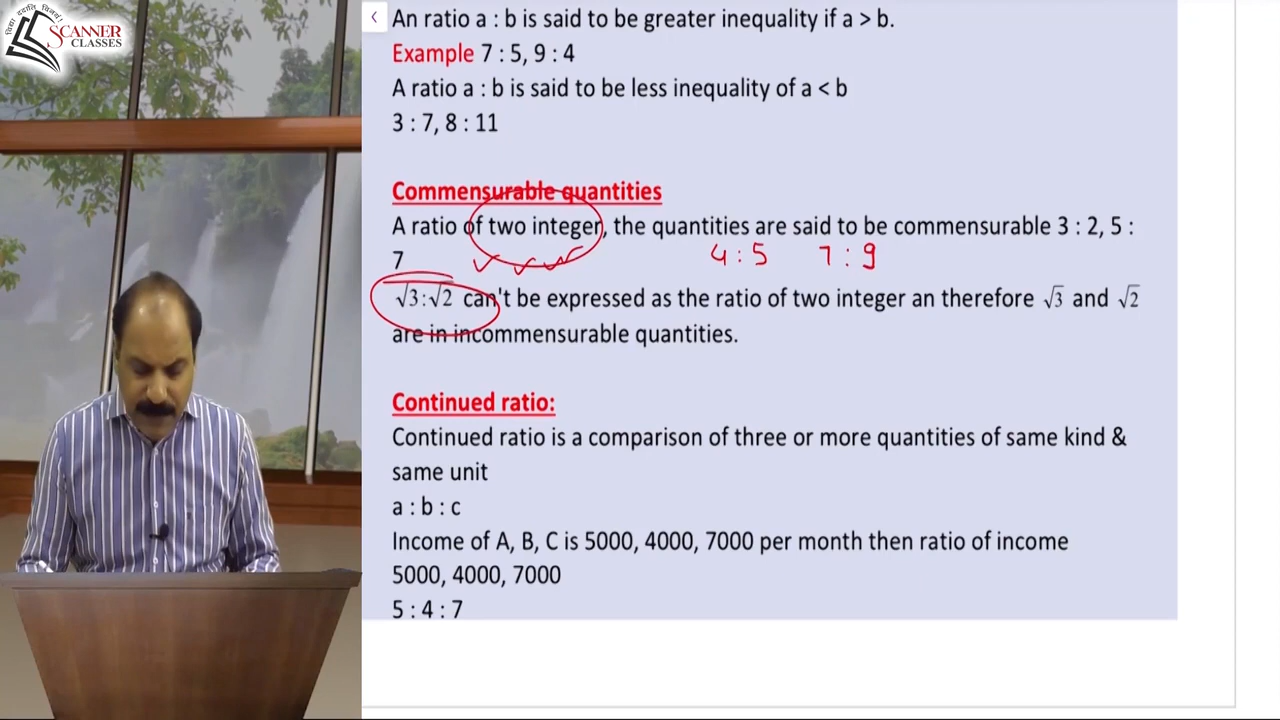 SCANNER
CLASSES
An ratio a : b is said to be greater inequality if a > b.
Example 7 : 5, 9 : 4
A ratio a : b is said to be less inequality of a < b
3 : 7, 8 : 11
Commensurable quantities
A ratio of two integer, the quantities are said to be commensurable 3 : 2, 5 :
7
4 : 5 7 : 9
√3:√2 can't be expressed as the ratio of two integer an therefore √3 and √2
are in incommensurable quantities.
Continued ratio:
Continued ratio is a comparison of three or more quantities of same kind &
same unit
a : b : c
Income of A, B, C is 5000, 4000, 7000 per month then ratio of income
5000, 4000, 7000
5 : 4 : 7